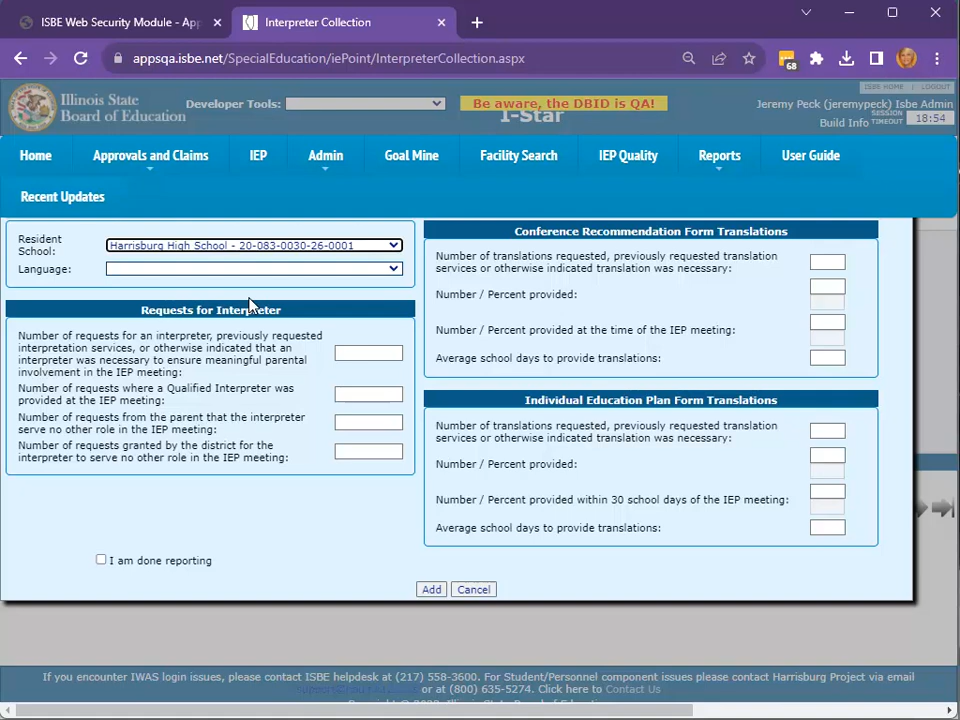 ISBE Web Security Module - App
Interpreter Collection
appsqa.isbe.net/SpecialEducation/iePoint/InterpreterCollection.aspx
68
Illinois State
Board of Education
Developer Tools:
Be aware, the DBID is QA!
I-Star
ISBE HOME | LOGOUT
Jeremy Peck (jeremypeck) Isbe Admin
Build Info SESSION TIMEOUT 18:54
Home Approvals and Claims IEP Admin Goal Mine Facility Search IEP Quality Reports User Guide
Recent Updates
Resident
School:
Harrisburg High School - 20-083-0030-26-0001
Language:
Requests for Interpreter
Number of requests for an interpreter, previously requested
interpretation services, or otherwise indicated that an
interpreter was necessary to ensure meaningful parental
involvement in the IEP meeting:
Number of requests where a Qualified Interpreter was
provided at the IEP meeting:
Number of requests from the parent that the interpreter
serve no other role in the IEP meeting:
Number of requests granted by the district for the
interpreter to serve no other role in the IEP meeting:
Conference Recommendation Form Translations
Number of translations requested, previously requested translation
services or otherwise indicated translation was necessary:
Number / Percent provided:
Number / Percent provided at the time of the IEP meeting:
Average school days to provide translations:
Individual Education Plan Form Translations
Number of translations requested, previously requested translation
services or otherwise indicated translation was necessary:
Number / Percent provided:
Number / Percent provided within 30 school days of the IEP meeting:
Average school days to provide translations:
I am done reporting
Add Cancel
If you encounter IWAS login issues, please contact ISBE helpdesk at (217) 558-3600. For Student/Personnel component issues please contact Harrisburg Project via email
or at (800) 635-5274. Click here to Contact Us